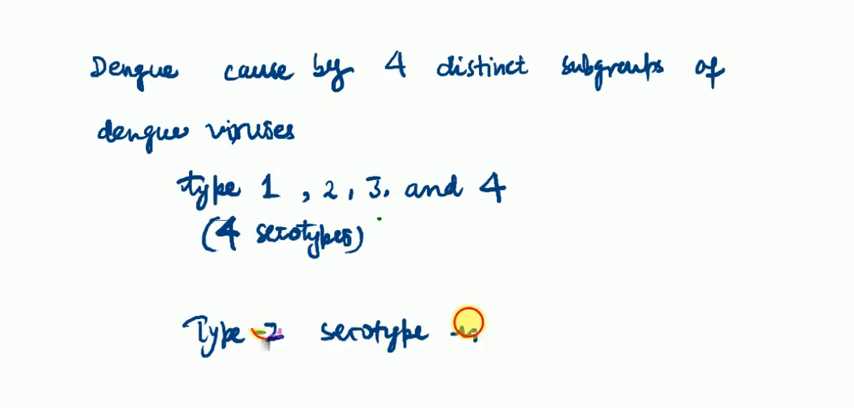 Dengue cause by 4 distinct subgroups of
dengue viruses
type 1, 2, 3. and 4
(4 serotypes)
Type-2 serotype